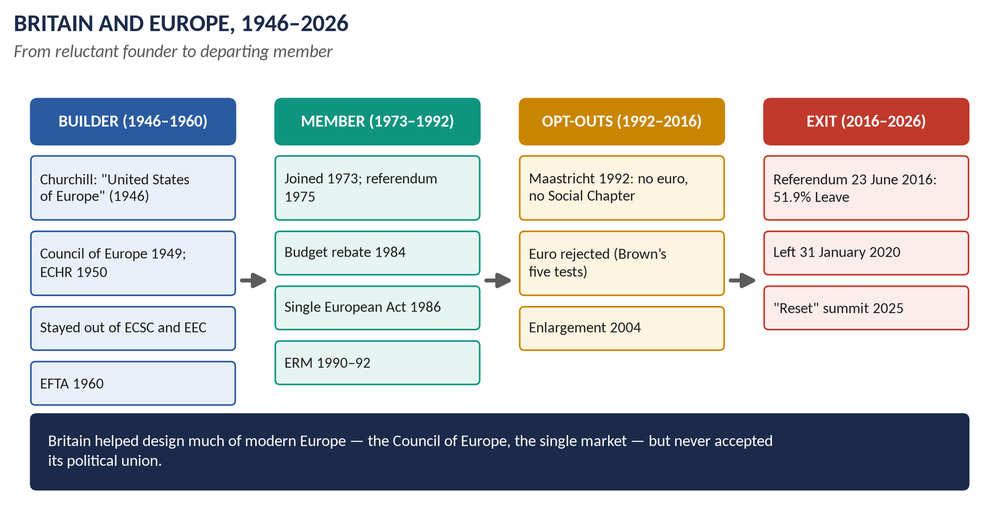 BRITAIN AND EUROPE, 1946–2026
From reluctant founder to departing member
BUILDER (1946–1960)
Churchill: "United States
of Europe" (1946)
Council of Europe 1949;
ECHR 1950
Stayed out of ECSC and EEC
EFTA 1960
MEMBER (1973–1992)
Joined 1973; referendum
1975
Budget rebate 1984
Single European Act 1986
ERM 1990–92
OPT-OUTS (1992–2016)
Maastricht 1992: no euro,
no Social Chapter
Euro rejected (Brown’s
five tests)
Enlargement 2004
EXIT (2016–2026)
Referendum 23 June 2016:
51.9% Leave
Left 31 January 2020
"Reset" summit 2025
Britain helped design much of modern Europe — the Council of Europe, the single market — but never accepted
its political union.